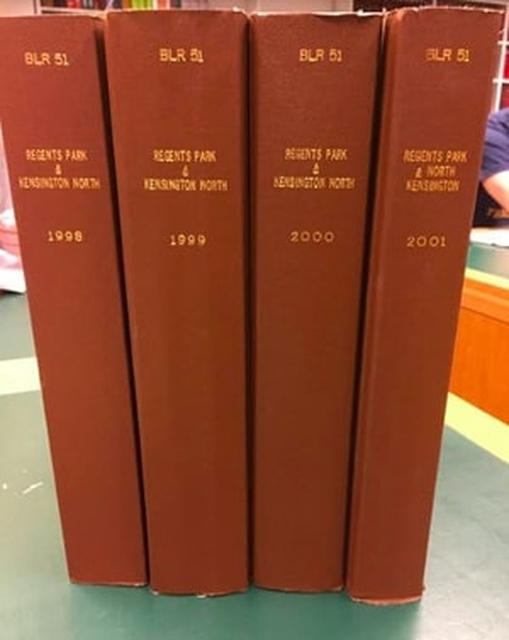 BLR 51
REGENTS PARK
&
KENSINGTON NORTH
1998
BLR 51
REGENTS PARK
&
KENSINGTON NORTH
1999
BLR 51
REGENTS PARK
&
KENSINGTON NORTH
2000
BLR 51
REGENTS PARK
& NORTH
KENSINGTON
2001